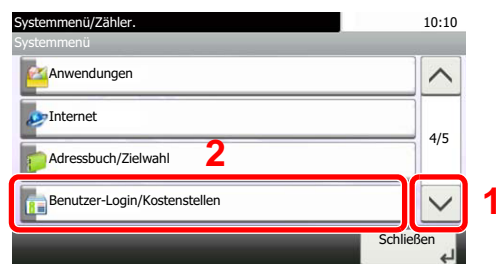 Systemmenü/Zähler. 10:10
Systemmenü
Anwendungen
Internet
4/5
Adressbuch/Zielwahl 2
Benutzer-Login/Kostenstellen 1
Schließen